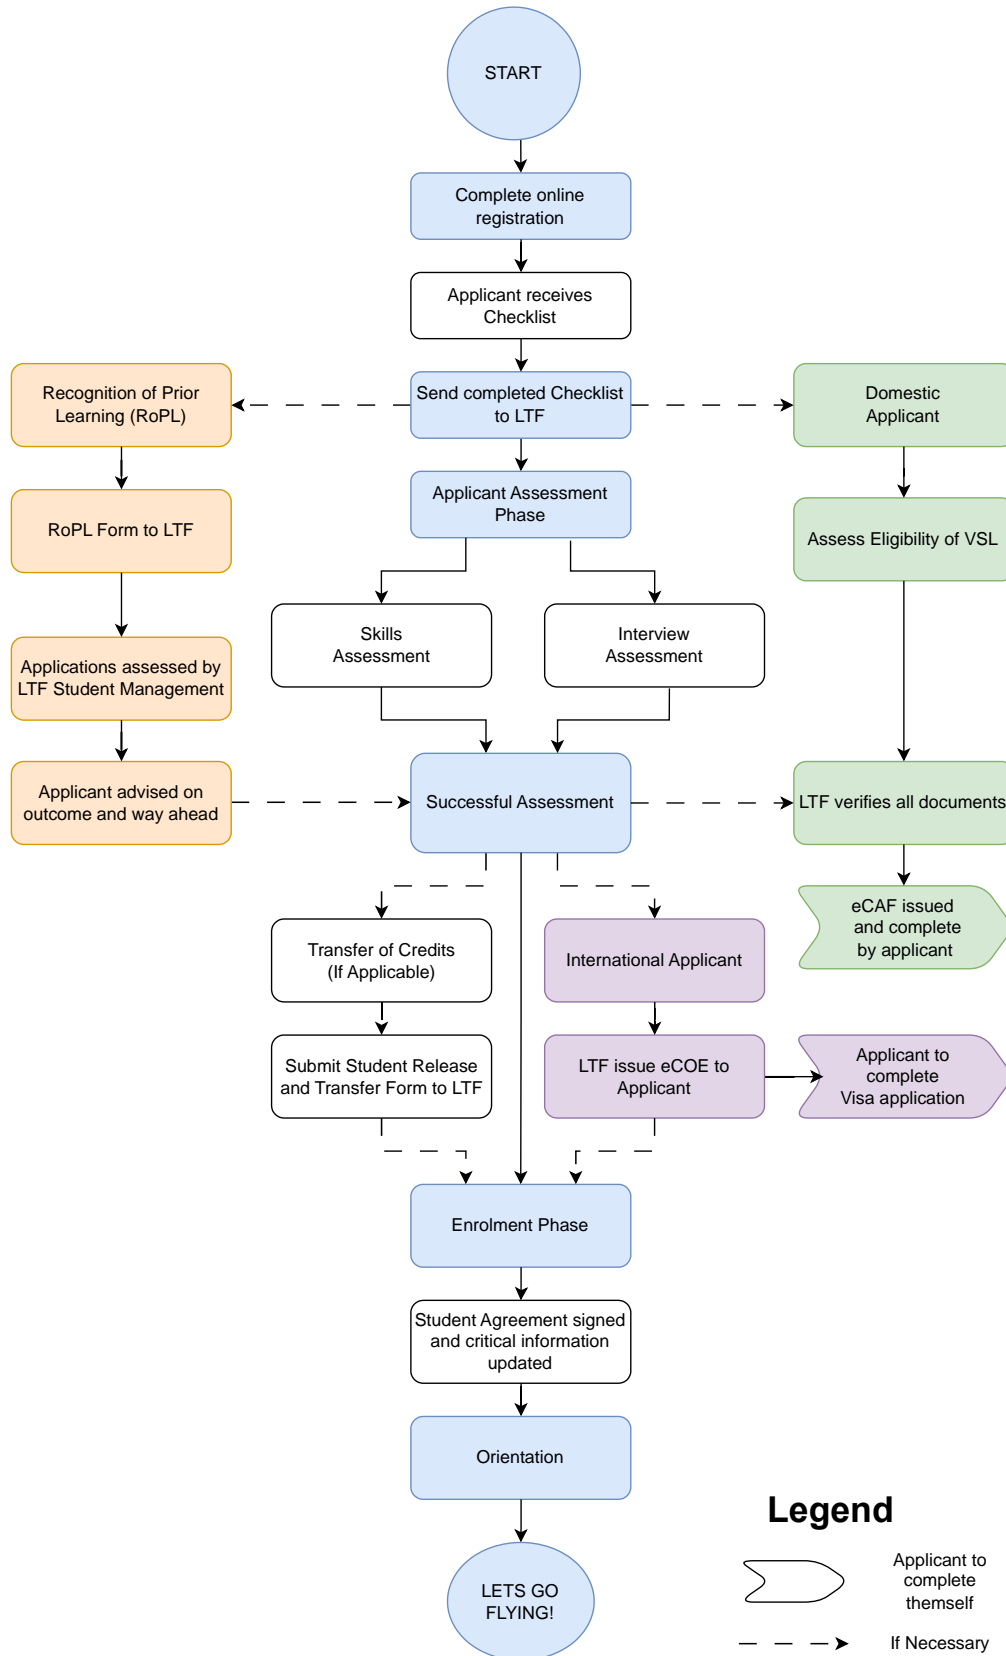 START
Complete online
registration
Applicant receives
Checklist
Recognition of Prior
Learning (RoPL)
Send completed Checklist
to LTF
Domestic
Applicant
RoPL Form to LTF
Applicant Assessment
Phase
Assess Eligibility of VSL
Skills
Assessment
Interview
Assessment
Applications assessed by
LTF Student Management
Applicant advised on
outcome and way ahead
Successful Assessment
LTF verifies all documents
eCAF issued
and complete
by applicant
Transfer of Credits
(If Applicable)
International Applicant
Submit Student Release
and Transfer Form to LTF
LTF issue eCOE to
Applicant
Applicant to
complete
Visa application
Enrolment Phase
Student Agreement signed
and critical information
updated
Orientation
LETS GO
FLYING!
Legend
Applicant to
complete
themself
If Necessary